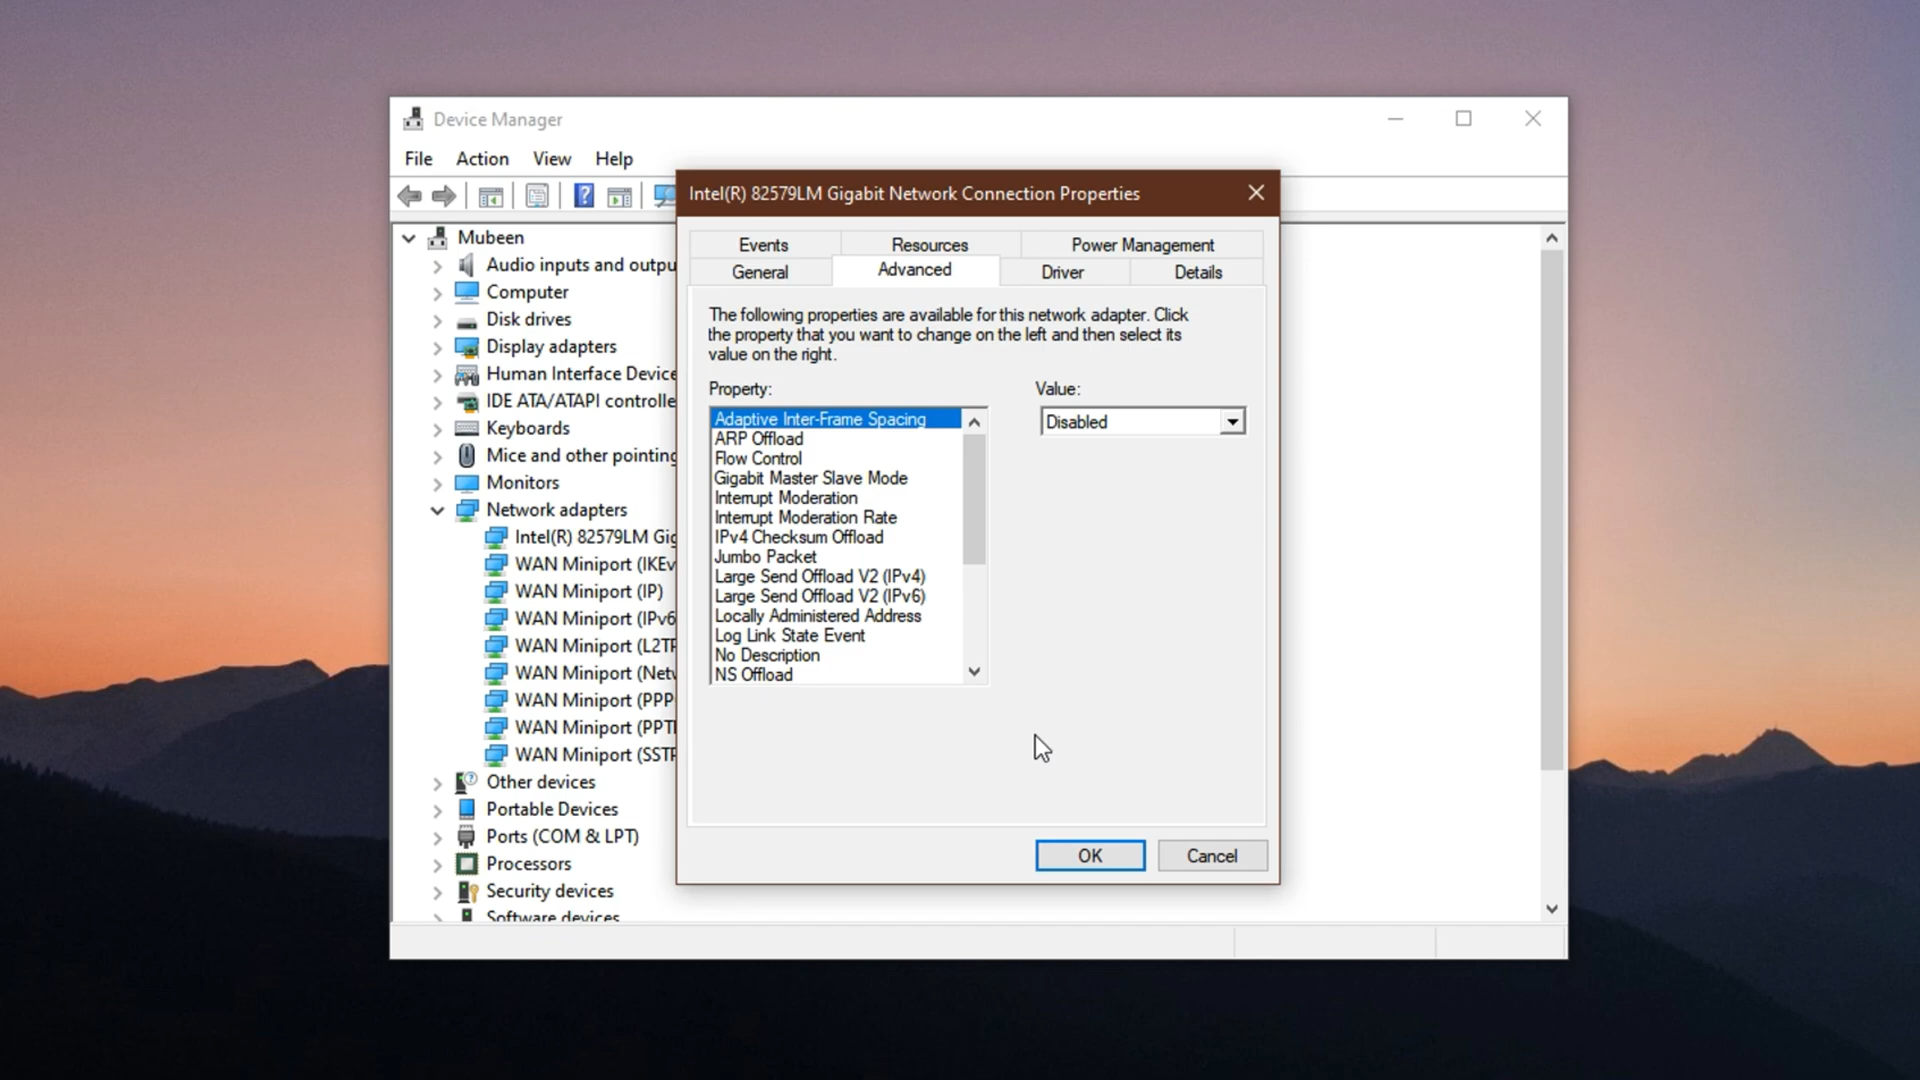 Device Manager
File Action View Help
Mubeen
Audio inputs and outpu
Computer
Disk drives
Display adapters
Human Interface Device
IDE ATA/ATAPI controlle
Keyboards
Mice and other pointing
Monitors
Network adapters
Intel(R) 82579LM Gig
WAN Miniport (IKEv
WAN Miniport (IP)
WAN Miniport (IPv6
WAN Miniport (L2TP
WAN Miniport (Netw
WAN Miniport (PPP
WAN Miniport (PPTP
WAN Miniport (SSTP
Other devices
Portable Devices
Ports (COM & LPT)
Processors
Security devices
Software devices
Intel(R) 82579LM Gigabit Network Connection Properties
Events Resources Power Management
General Advanced Driver Details
The following properties are available for this network adapter. Click
the property that you want to change on the left and then select its
value on the right.
Property: Value:
Adaptive Inter-Frame Spacing Disabled
ARP Offload
Flow Control
Gigabit Master Slave Mode
Interrupt Moderation
Interrupt Moderation Rate
IPv4 Checksum Offload
Jumbo Packet
Large Send Offload V2 (IPv4)
Large Send Offload V2 (IPv6)
Locally Administered Address
Log Link State Event
No Description
NS Offload
OK Cancel